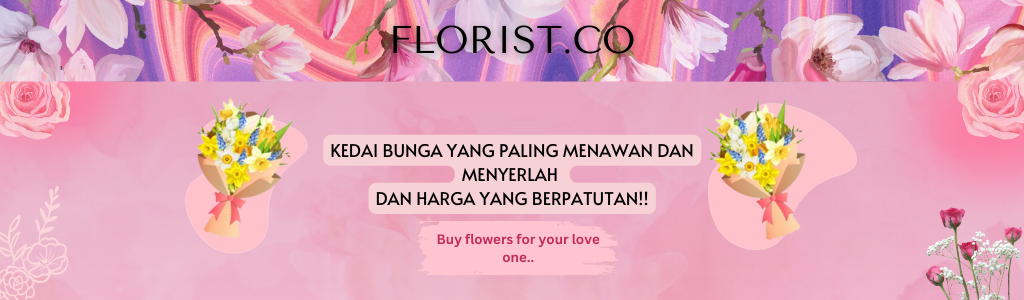 FLORIST.CO
KEDAI BUNGA YANG PALING MENAWAN DAN
MENYERLAH
DAN HARGA YANG BERPATUTAN!!
Buy flowers for your love
one..